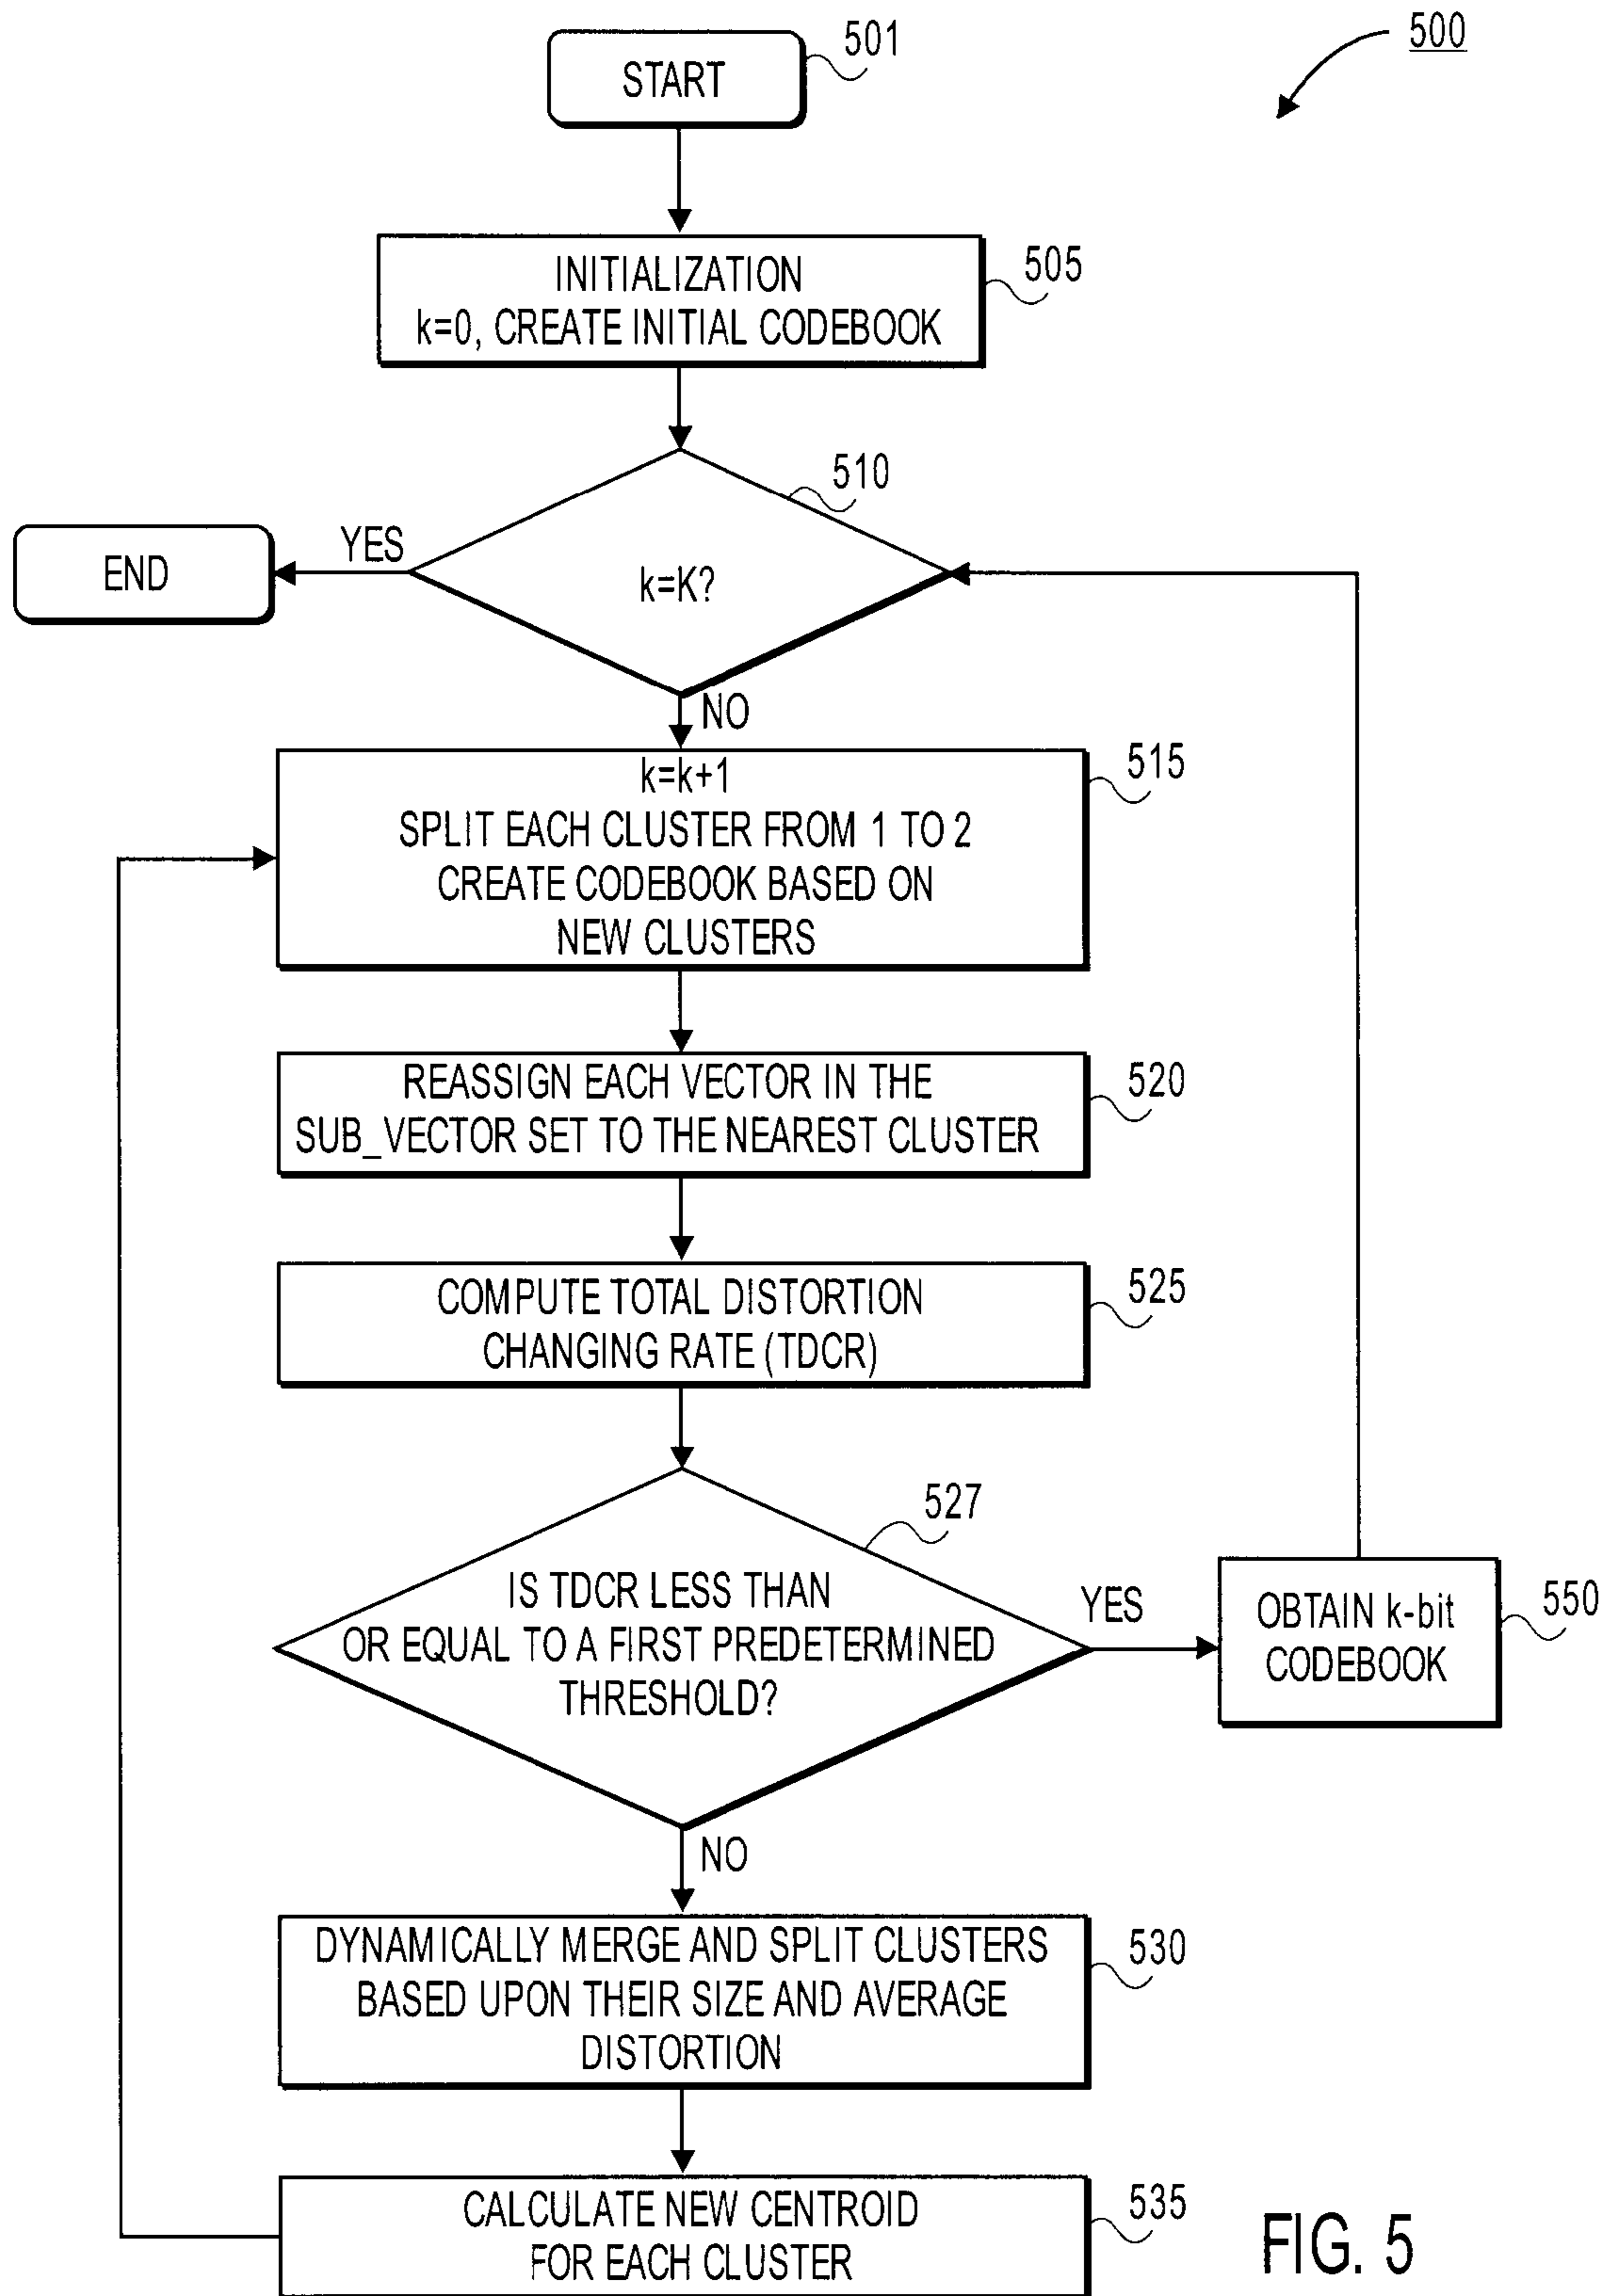 500
START
501
INITIALIZATION
k=0, CREATE INITIAL CODEBOOK
505
510
k=K?
YES
END
NO
k=k+1
SPLIT EACH CLUSTER FROM 1 TO 2
CREATE CODEBOOK BASED ON
NEW CLUSTERS
515
REASSIGN EACH VECTOR IN THE
SUB_VECTOR SET TO THE NEAREST CLUSTER
520
COMPUTE TOTAL DISTORTION
CHANGING RATE (TDCR)
525
527
IS TDCR LESS THAN
OR EQUAL TO A FIRST PREDETERMINED
THRESHOLD?
YES
OBTAIN k-bit
CODEBOOK
550
NO
DYNAMICALLY MERGE AND SPLIT CLUSTERS
BASED UPON THEIR SIZE AND AVERAGE
DISTORTION
530
CALCULATE NEW CENTROID
FOR EACH CLUSTER
535
FIG. 5